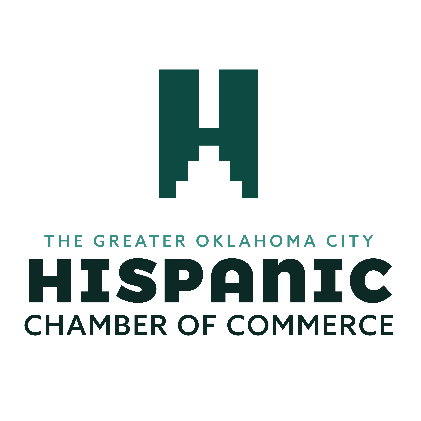 H
THE GREATER OKLAHOMA CITY
HISPANIC
CHAMBER OF COMMERCE